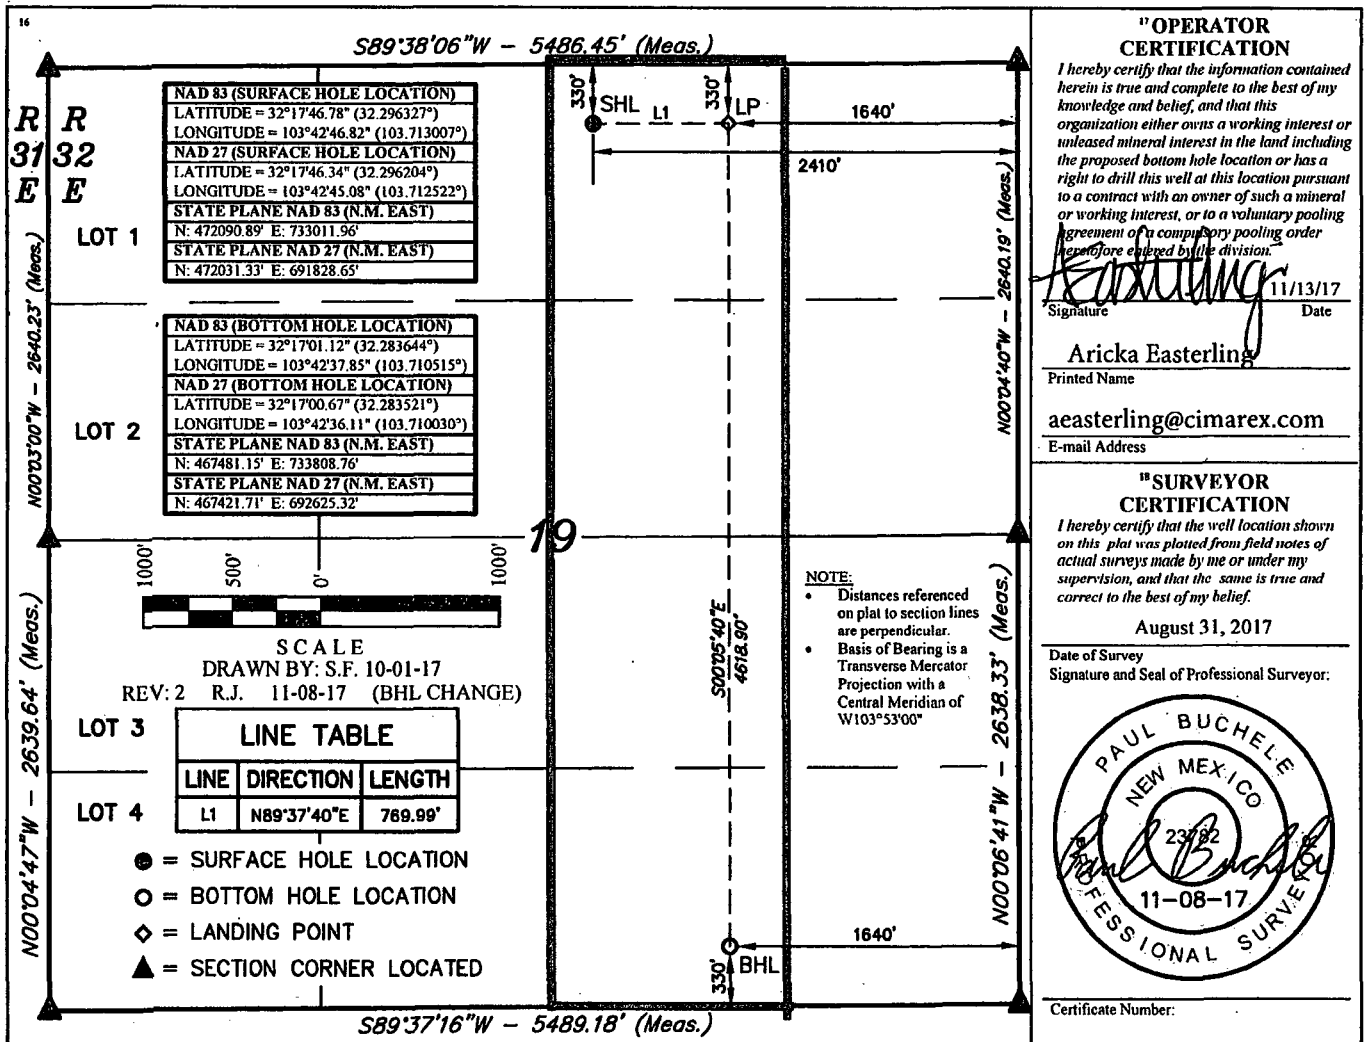 16
S89°38'06"W - 5486.45' (Meas.)
R R
31 32
E E
LOT 1
NAD 83 (SURFACE HOLE LOCATION)
LATITUDE = 32°17'46.78" (32.296327°)
LONGITUDE = 103°42'46.82" (103.713007°)
NAD 27 (SURFACE HOLE LOCATION)
LATITUDE = 32°17'46.34" (32.296204°)
LONGITUDE = 103°42'45.08" (103.712522°)
STATE PLANE NAD 83 (N.M. EAST)
N: 472090.89' E: 733011.96'
STATE PLANE NAD 27 (N.M. EAST)
N: 472031.33' E: 691828.65'
330'
SHL
L1
330'
LP
1640'
2410'
N00°03'00"W - 2640.23' (Meas.)
N00°04'40"W - 2640.19' (Meas.)
LOT 2
NAD 83 (BOTTOM HOLE LOCATION)
LATITUDE = 32°17'01.12" (32.283644°)
LONGITUDE = 103°42'37.85" (103.710515°)
NAD 27 (BOTTOM HOLE LOCATION)
LATITUDE = 32°17'00.67" (32.283521°)
LONGITUDE = 103°42'36.11" (103.710030°)
STATE PLANE NAD 83 (N.M. EAST)
N: 467481.15' E: 733808.76'
STATE PLANE NAD 27 (N.M. EAST)
N: 467421.71' E: 692625.32'
19
1000' 500' 0' 1000'
SCALE
DRAWN BY: S.F. 10-01-17
REV: 2 R.J. 11-08-17 (BHL CHANGE)
NOTE:
• Distances referenced
on plat to section lines
are perpendicular.
• Basis of Bearing is a
Transverse Mercator
Projection with a
Central Meridian of
W103°53'00"
S00°05'40"E
4618.90'
N00°04'47"W - 2639.64' (Meas.)
N00°06'41"W - 2638.33' (Meas.)
LOT 3
LINE TABLE
LINE DIRECTION LENGTH
L1 N89°37'40"E 769.99'
LOT 4
= SURFACE HOLE LOCATION
= BOTTOM HOLE LOCATION
= LANDING POINT
= SECTION CORNER LOCATED
1640'
330'
BHL
S89°37'16"W - 5489.18' (Meas.)
17 OPERATOR
CERTIFICATION
I hereby certify that the information contained
herein is true and complete to the best of my
knowledge and belief, and that this
organization either owns a working interest or
unleased mineral interest in the land including
the proposed bottom hole location or has a
right to drill this well at this location pursuant
to a contract with an owner of such a mineral
or working interest, or to a voluntary pooling
agreement or a compulsory pooling order
heretofore entered by the division.
AEasterling 11/13/17
Signature Date
Aricka Easterling
Printed Name
aeasterling@cimarex.com
E-mail Address
18 SURVEYOR
CERTIFICATION
I hereby certify that the well location shown
on this plat was plotted from field notes of
actual surveys made by me or under my
supervision, and that the same is true and
correct to the best of my belief.
August 31, 2017
Date of Survey
Signature and Seal of Professional Surveyor:
PAUL BUCHELE
NEW MEXICO
23782
Paul Buchele
11-08-17
PROFESSIONAL SURVEYOR
Certificate Number: